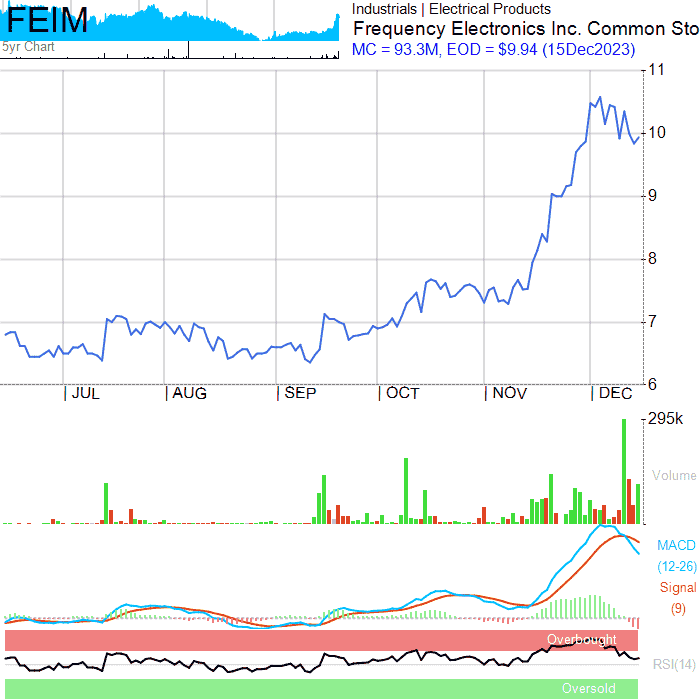 FEIM
5yr Chart
Industrials | Electrical Products
Frequency Electronics Inc. Common Sto
MC = 93.3M, EOD = $9.94 (15Dec2023)
11
10
9
8
7
6
JUL AUG SEP OCT NOV DEC
295k
Volume
MACD
(12-26)
Signal
(9)
Overbought
RSI(14)
Oversold